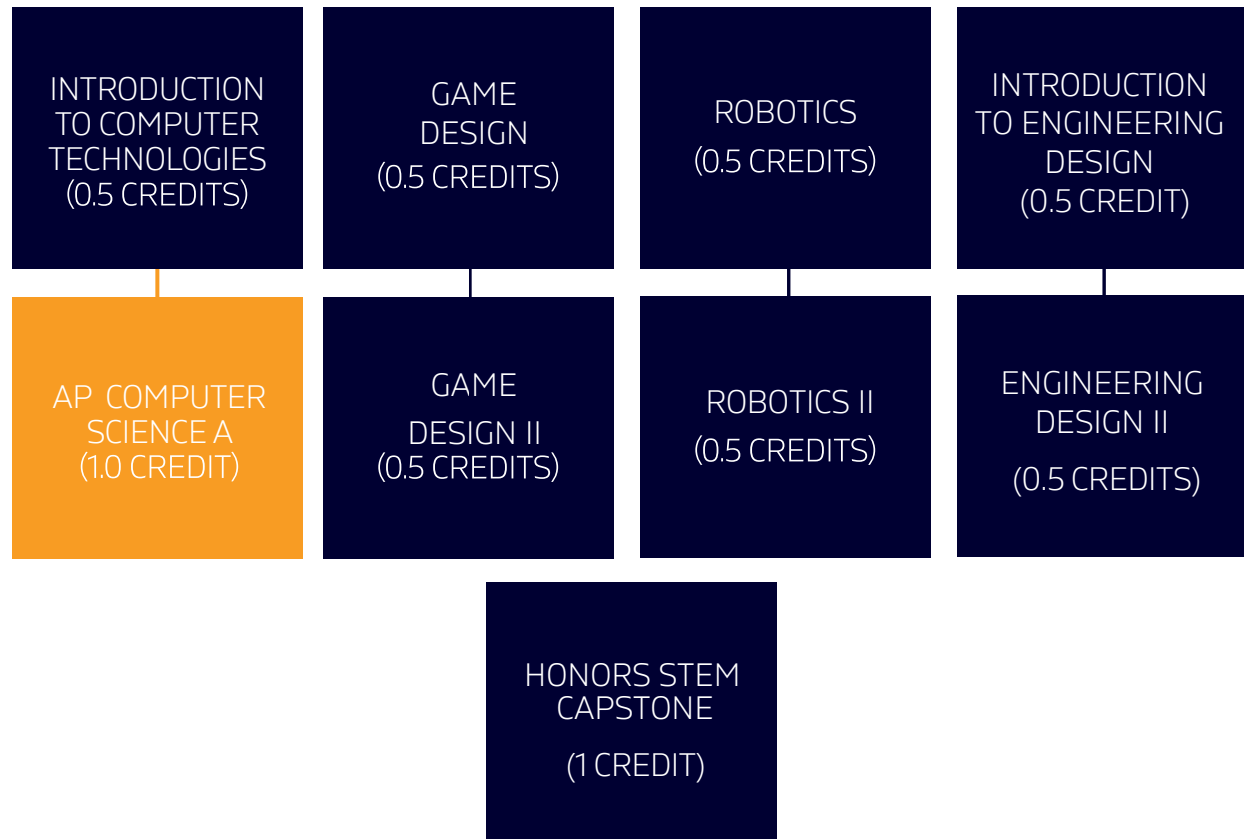 INTRODUCTION
TO COMPUTER
TECHNOLOGIES
(0.5 CREDITS)
GAME
DESIGN
(0.5 CREDITS)
ROBOTICS
(0.5 CREDITS)
INTRODUCTION
TO ENGINEERING
DESIGN
(0.5 CREDIT)
AP COMPUTER
SCIENCE A
(1.0 CREDIT)
GAME
DESIGN II
(0.5 CREDITS)
ROBOTICS II
(0.5 CREDITS)
ENGINEERING
DESIGN II
(0.5 CREDITS)
HONORS STEM
CAPSTONE
(1 CREDIT)